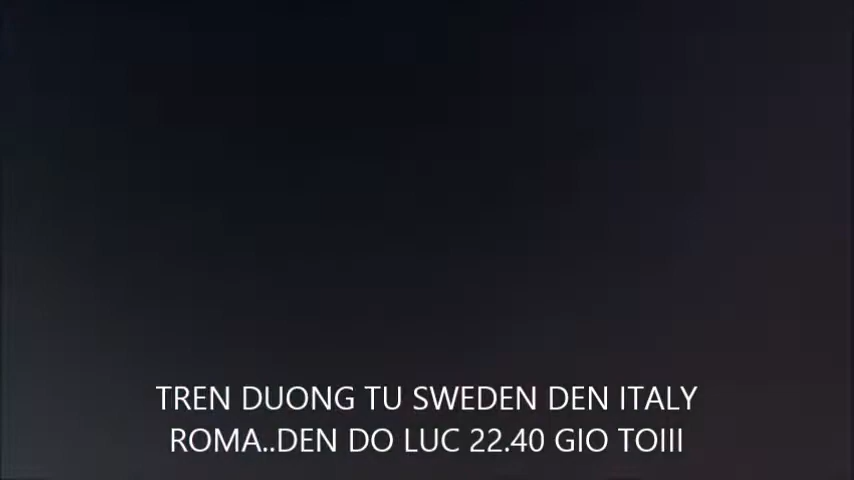 TREN DUONG TU SWEDEN DEN ITALY
ROMA..DEN DO LUC 22.40 GIO TOIII